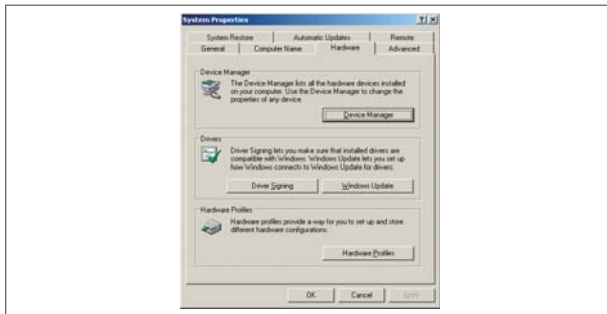 System Properties
System Restore Automatic Updates Remote
General Computer Name Hardware Advanced
Device Manager
The Device Manager lists all the hardware devices installed
on your computer. Use the Device Manager to change the
properties of any device.
Device Manager
Drivers
Driver Signing lets you make sure that installed drivers are
compatible with Windows. Windows Update lets you set up
how Windows connects to Windows Update for drivers.
Driver Signing Windows Update
Hardware Profiles
Hardware profiles provide a way for you to set up and store
different hardware configurations.
Hardware Profiles
OK Cancel Apply